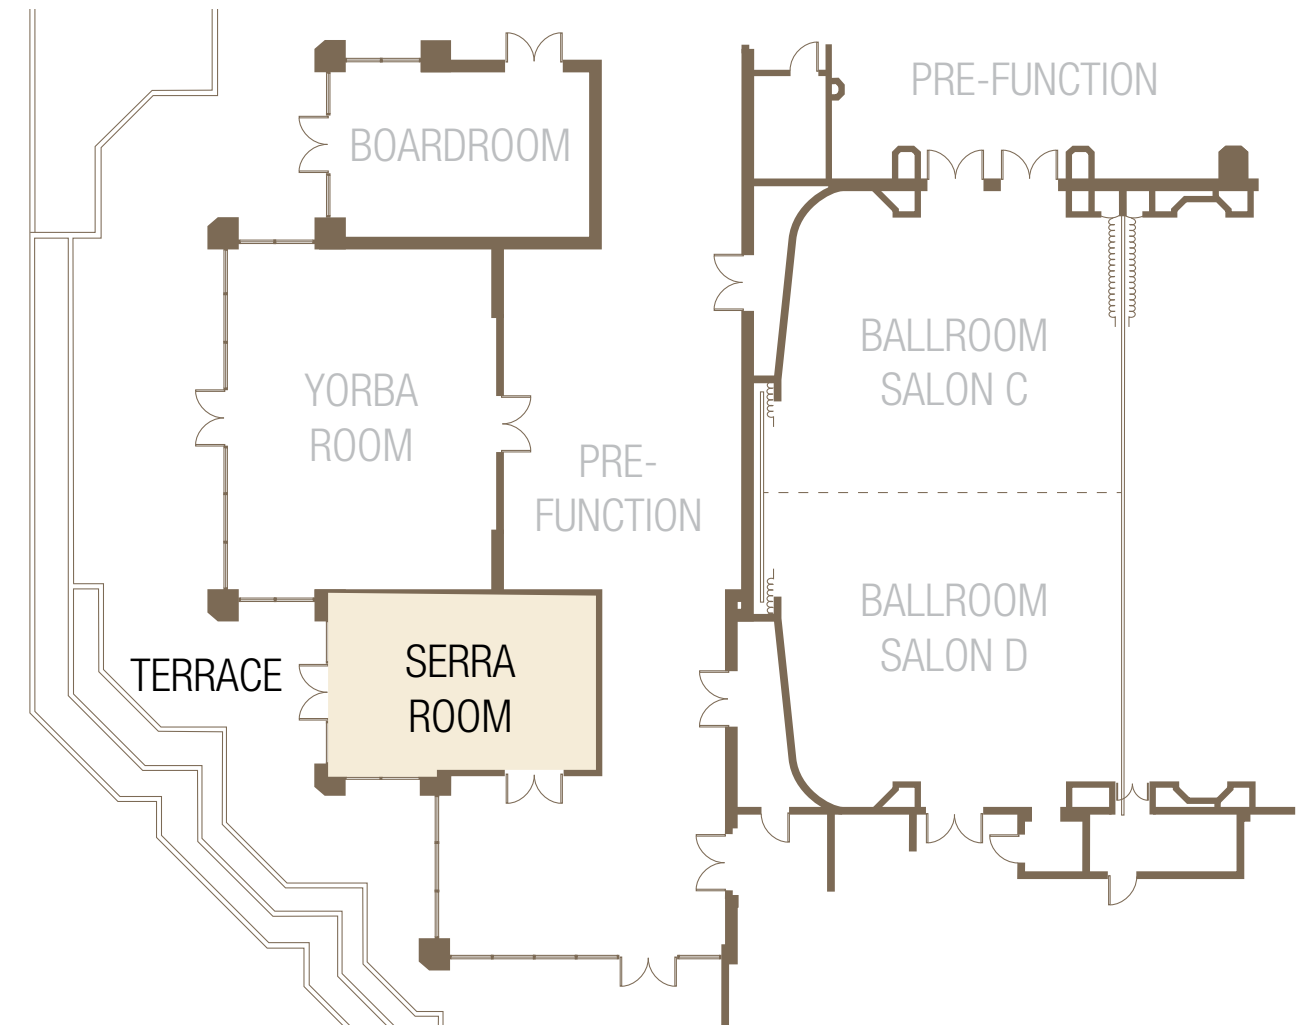 PRE-FUNCTION
BOARDROOM
BALLROOM
SALON C
YORBA
ROOM
PRE-
FUNCTION
BALLROOM
SALON D
TERRACE
SERRA
ROOM